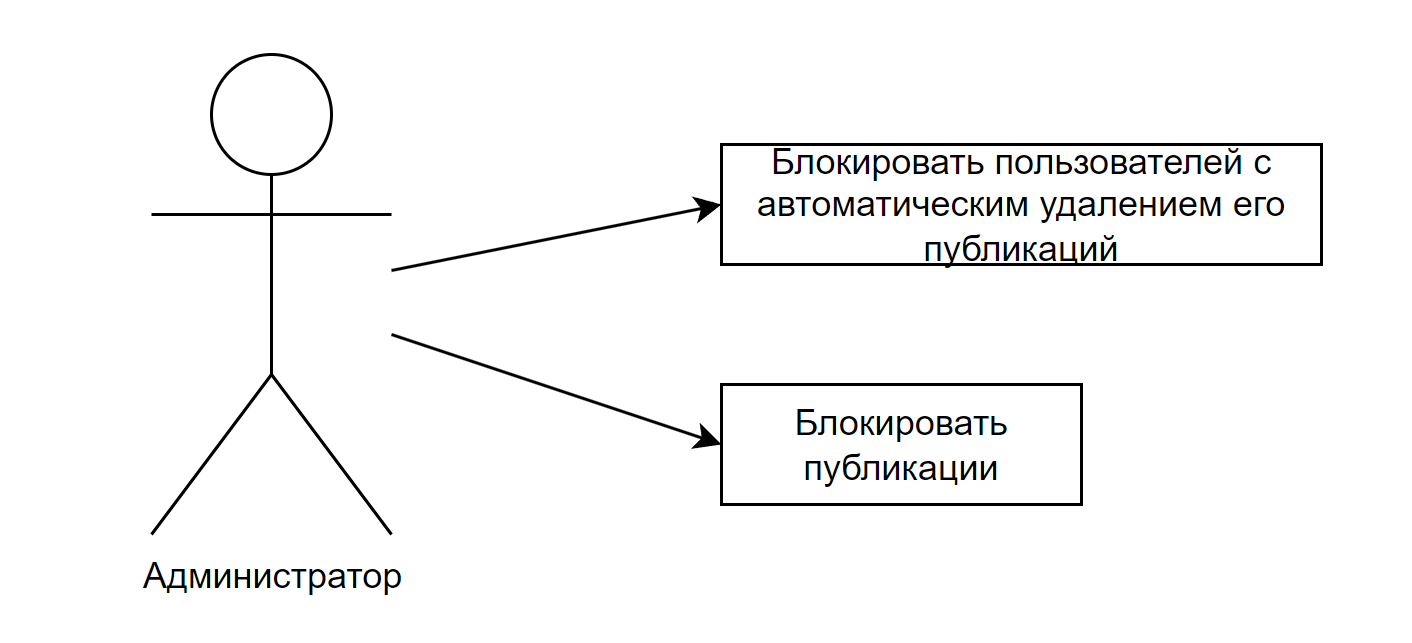 Блокировать пользователей с
автоматическим удалением его
публикаций
Блокировать
публикации
Администратор